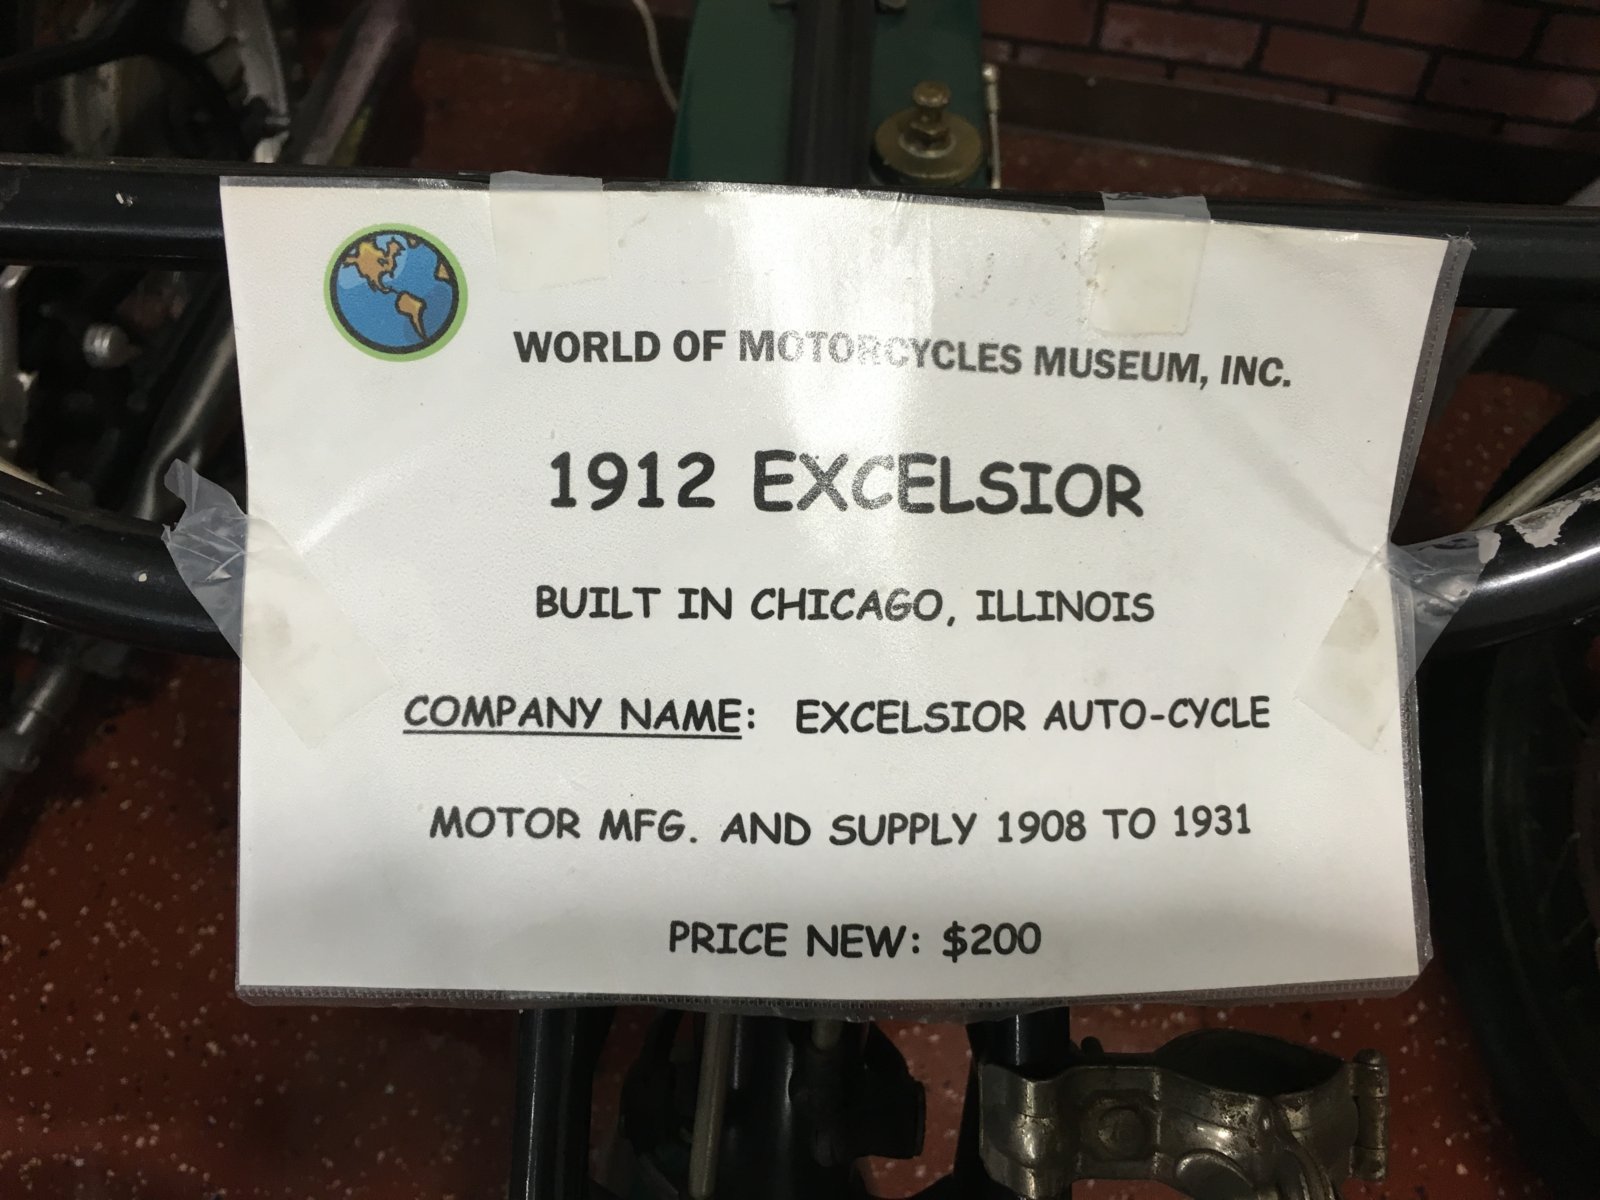 WORLD OF MOTORCYCLES MUSEUM, INC.
1912 EXCELSIOR
BUILT IN CHICAGO, ILLINOIS
COMPANY NAME: EXCELSIOR AUTO-CYCLE
MOTOR MFG. AND SUPPLY 1908 TO 1931
PRICE NEW: $200